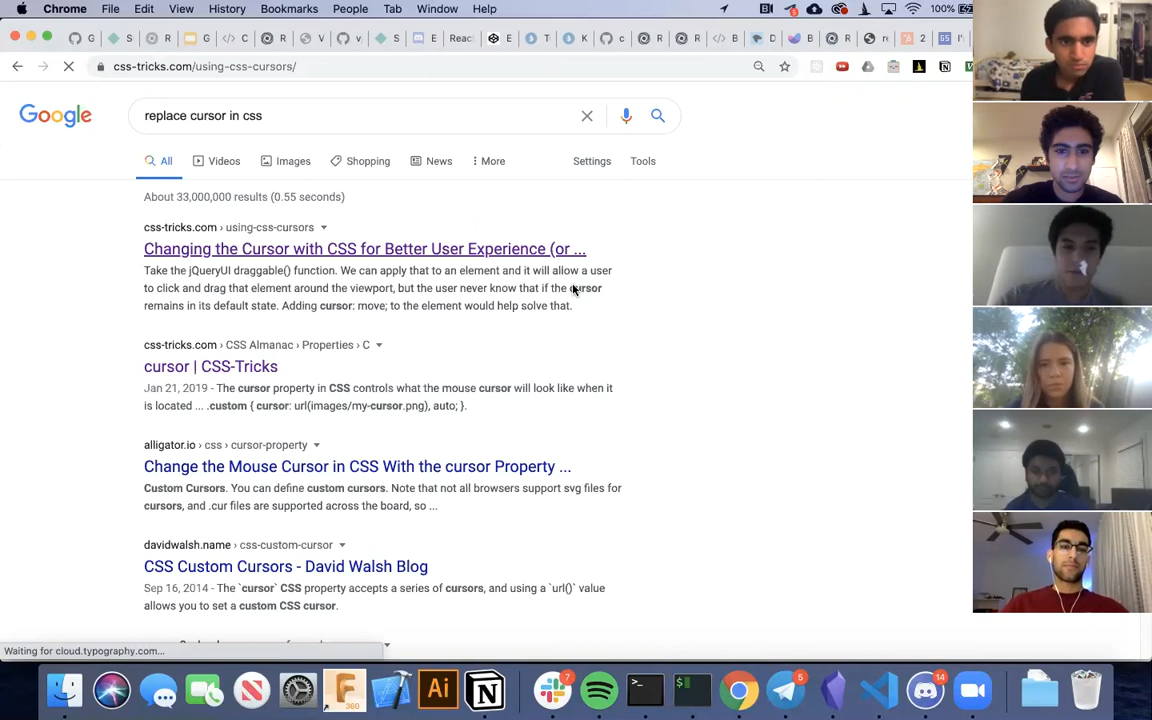 Chrome File Edit View History Bookmarks People Tab Window Help 100%
css-tricks.com/using-css-cursors/
Google
replace cursor in css
All Videos Images Shopping News More Settings Tools
About 33,000,000 results (0.55 seconds)
css-tricks.com › using-css-cursors
Changing the Cursor with CSS for Better User Experience (or ...
Take the jQueryUI draggable() function. We can apply that to an element and it will allow a user
to click and drag that element around the viewport, but the user never know that if the cursor
remains in its default state. Adding cursor: move; to the element would help solve that.
css-tricks.com › CSS Almanac › Properties › C
cursor | CSS-Tricks
Jan 21, 2019 - The cursor property in CSS controls what the mouse cursor will look like when it
is located ... .custom { cursor: url(images/my-cursor.png), auto; }.
alligator.io › css › cursor-property
Change the Mouse Cursor in CSS With the cursor Property ...
Custom Cursors. You can define custom cursors. Note that not all browsers support svg files for
cursors, and .cur files are supported across the board, so ...
davidwalsh.name › css-custom-cursor
CSS Custom Cursors - David Walsh Blog
Sep 16, 2014 - The `cursor` CSS property accepts a series of cursors, and using a `url()` value
allows you to set a custom CSS cursor.
Waiting for cloud.typography.com...